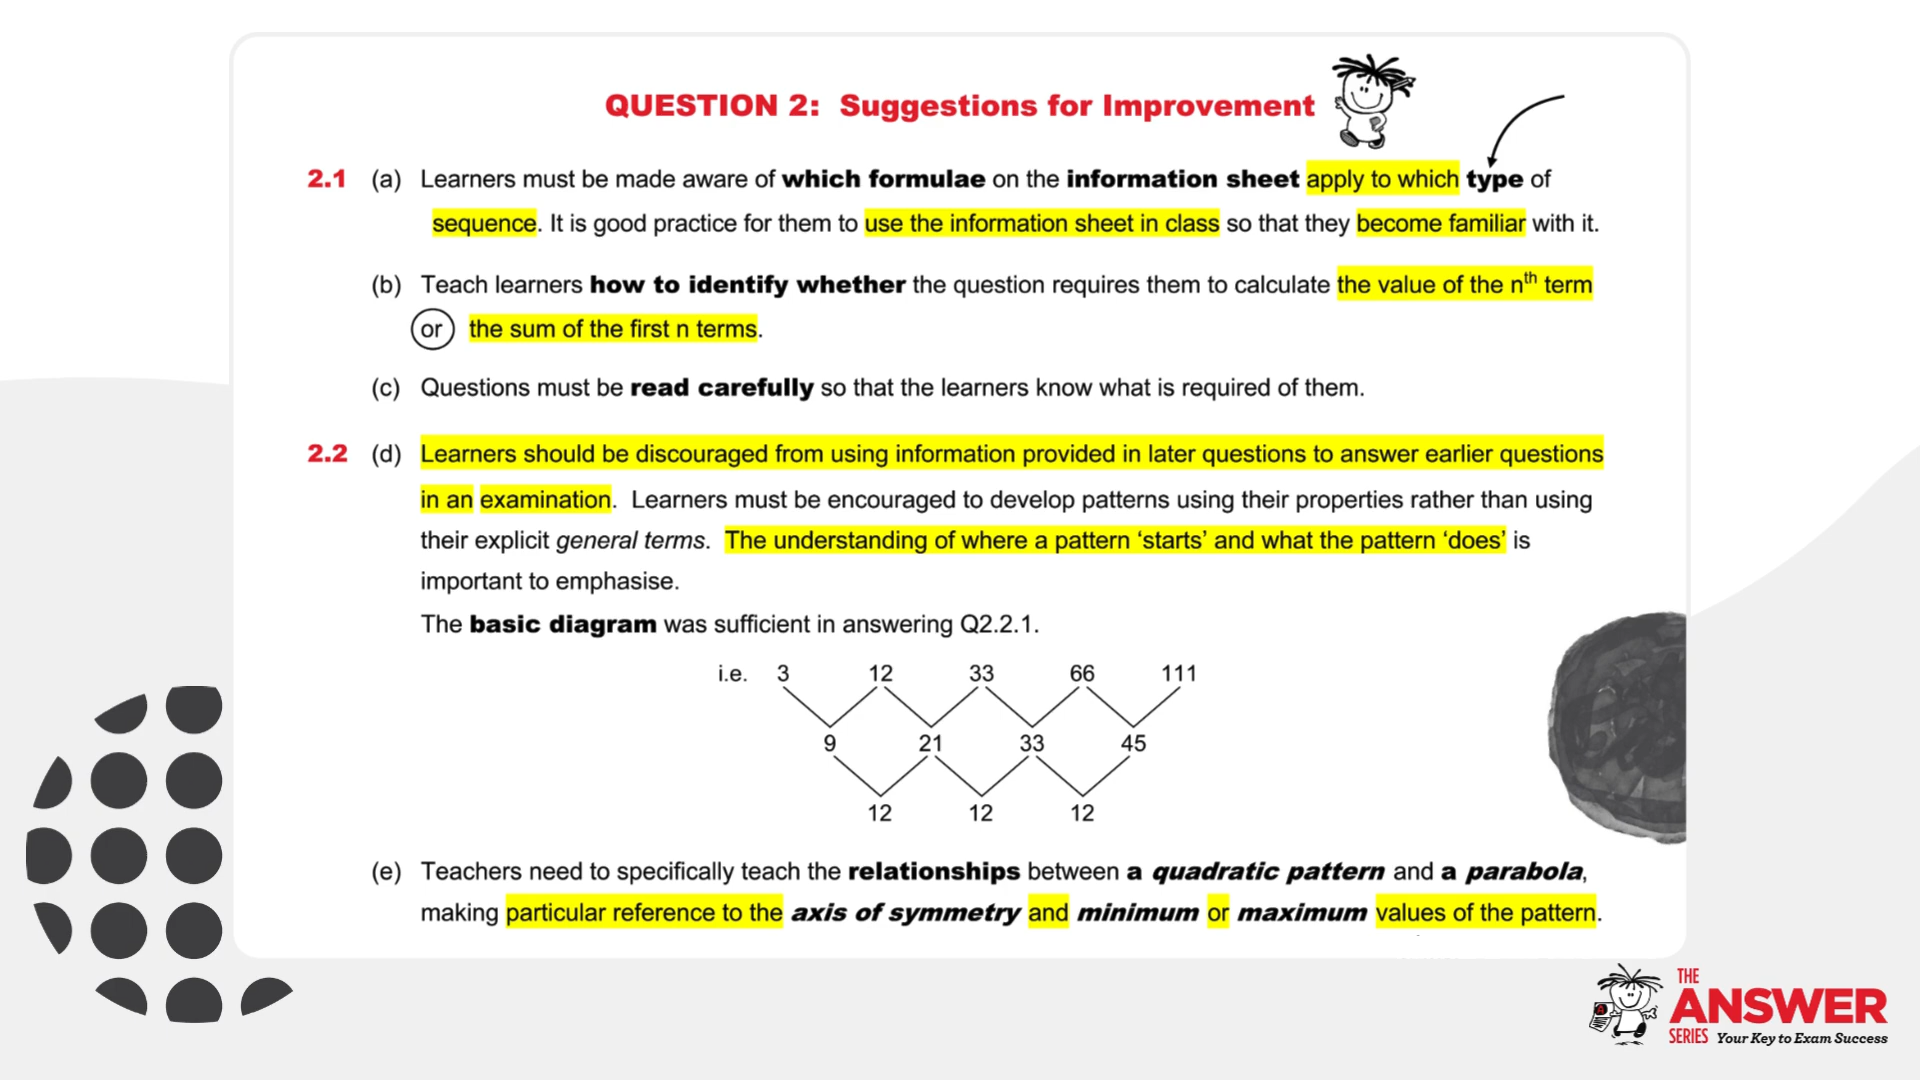 QUESTION 2: Suggestions for Improvement
2.1 (a) Learners must be made aware of which formulae on the information sheet apply to which type of
sequence. It is good practice for them to use the information sheet in class so that they become familiar with it.
(b) Teach learners how to identify whether the question requires them to calculate the value of the nth term
or the sum of the first n terms.
(c) Questions must be read carefully so that the learners know what is required of them.
2.2 (d) Learners should be discouraged from using information provided in later questions to answer earlier questions
in an examination. Learners must be encouraged to develop patterns using their properties rather than using
their explicit general terms. The understanding of where a pattern ‘starts’ and what the pattern ‘does’ is
important to emphasise.
The basic diagram was sufficient in answering Q2.2.1.
i.e. 3 12 33 66 111
9 21 33 45
12 12 12
(e) Teachers need to specifically teach the relationships between a quadratic pattern and a parabola,
making particular reference to the axis of symmetry and minimum or maximum values of the pattern.
THE
ANSWER
SERIES Your Key to Exam Success